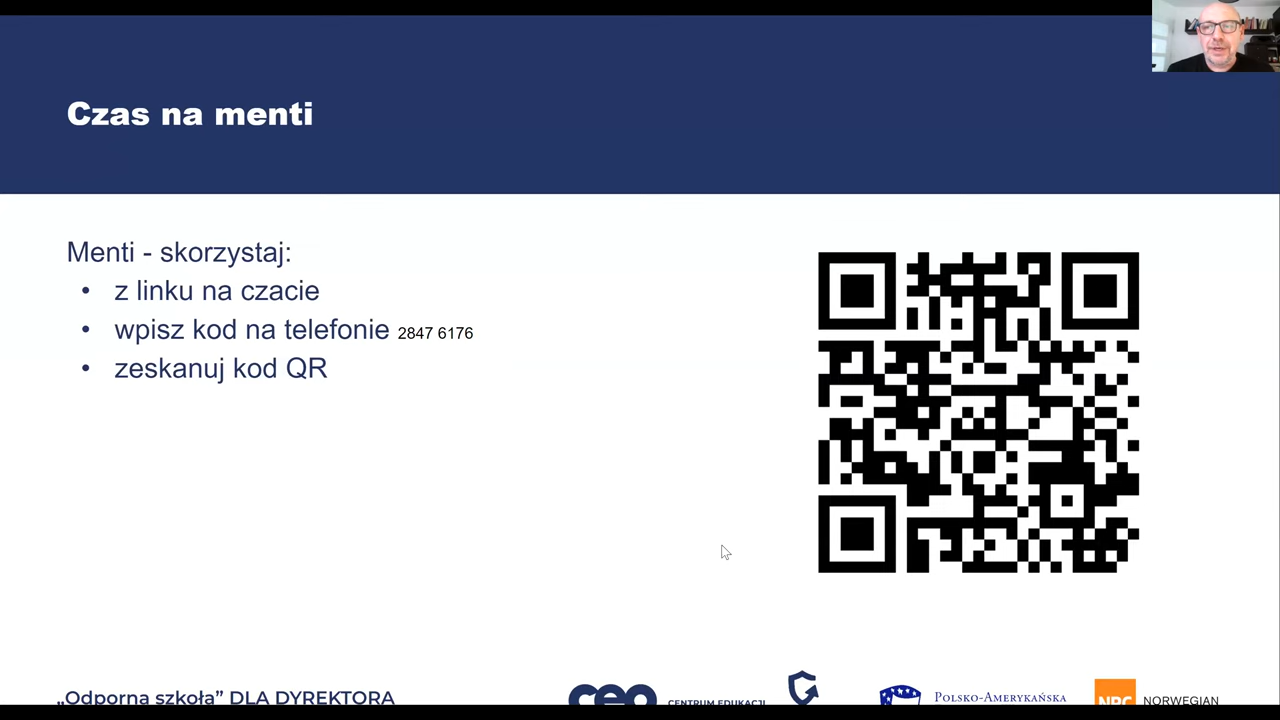 Czas na menti
Menti - skorzystaj:
• z linku na czacie
• wpisz kod na telefonie 2847 6176
• zeskanuj kod QR
„Odporna szkoła” DLA DYREKTORA
ceo
CENTRUM EDUKACJI
POLSKO-AMERYKAŃSKA
NRC
NORWEGIAN